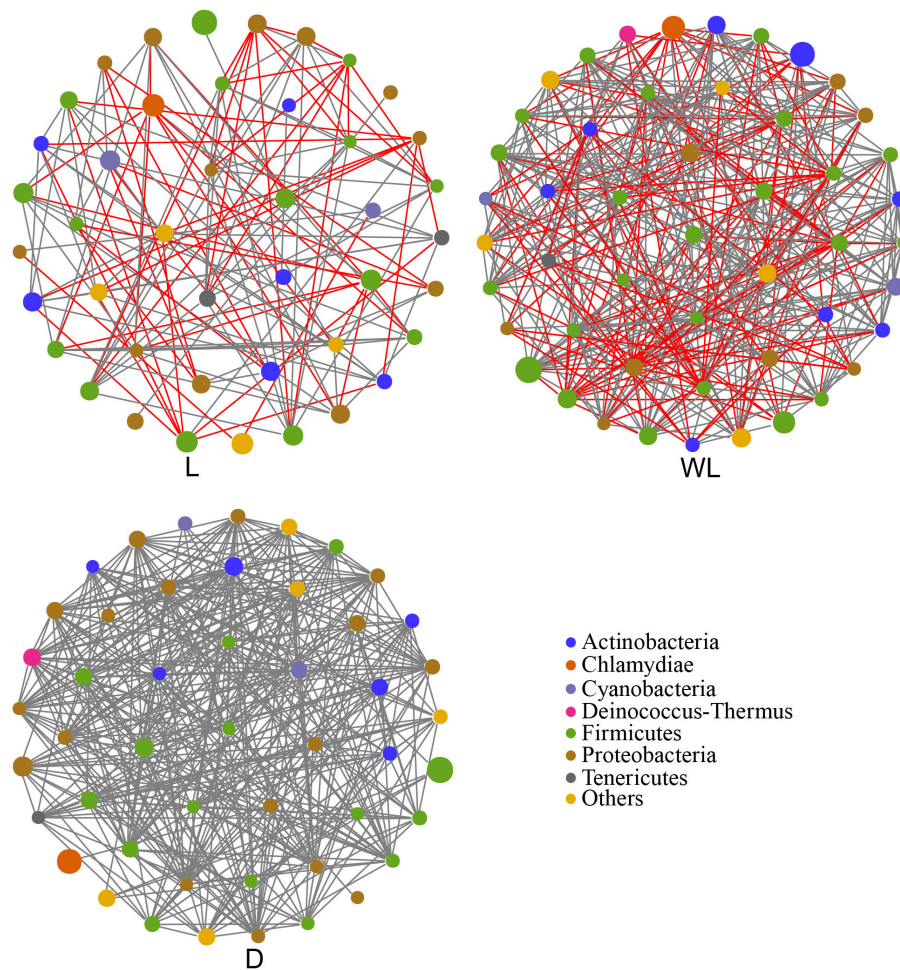 L
WL
D
Actinobacteria
Chlamydiae
Cyanobacteria
Deinococcus-Thermus
Firmicutes
Proteobacteria
Tenericutes
Others